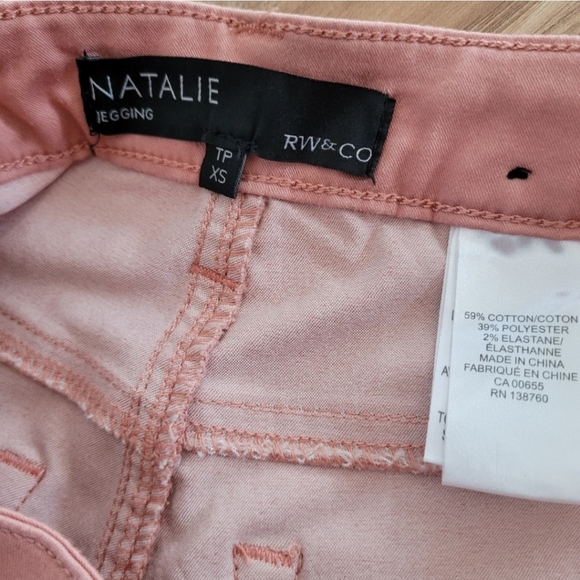 NATALIE
JEGGING
RW&CO
TP
XS
59% COTTON/COTON
39% POLYESTER
2% ELASTANE/
ÉLASTHANNE
MADE IN CHINA
FABRIQUÉ EN CHINE
CA 00655
RN 138760